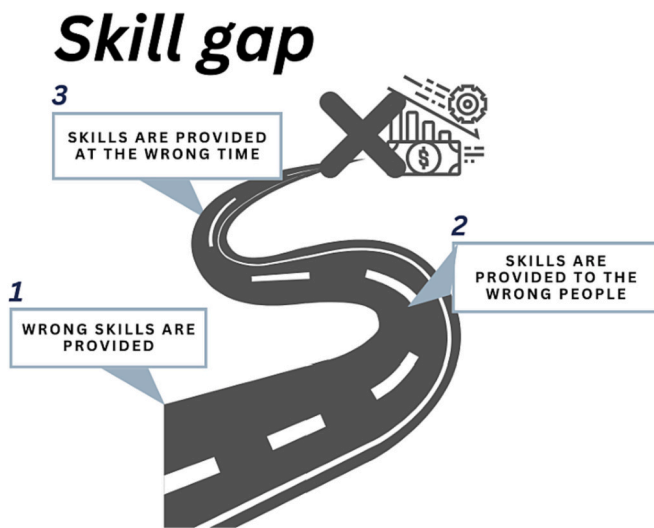 Skill gap
3
SKILLS ARE PROVIDED
AT THE WRONG TIME
$
2
SKILLS ARE
PROVIDED TO THE
WRONG PEOPLE
1
WRONG SKILLS ARE
PROVIDED